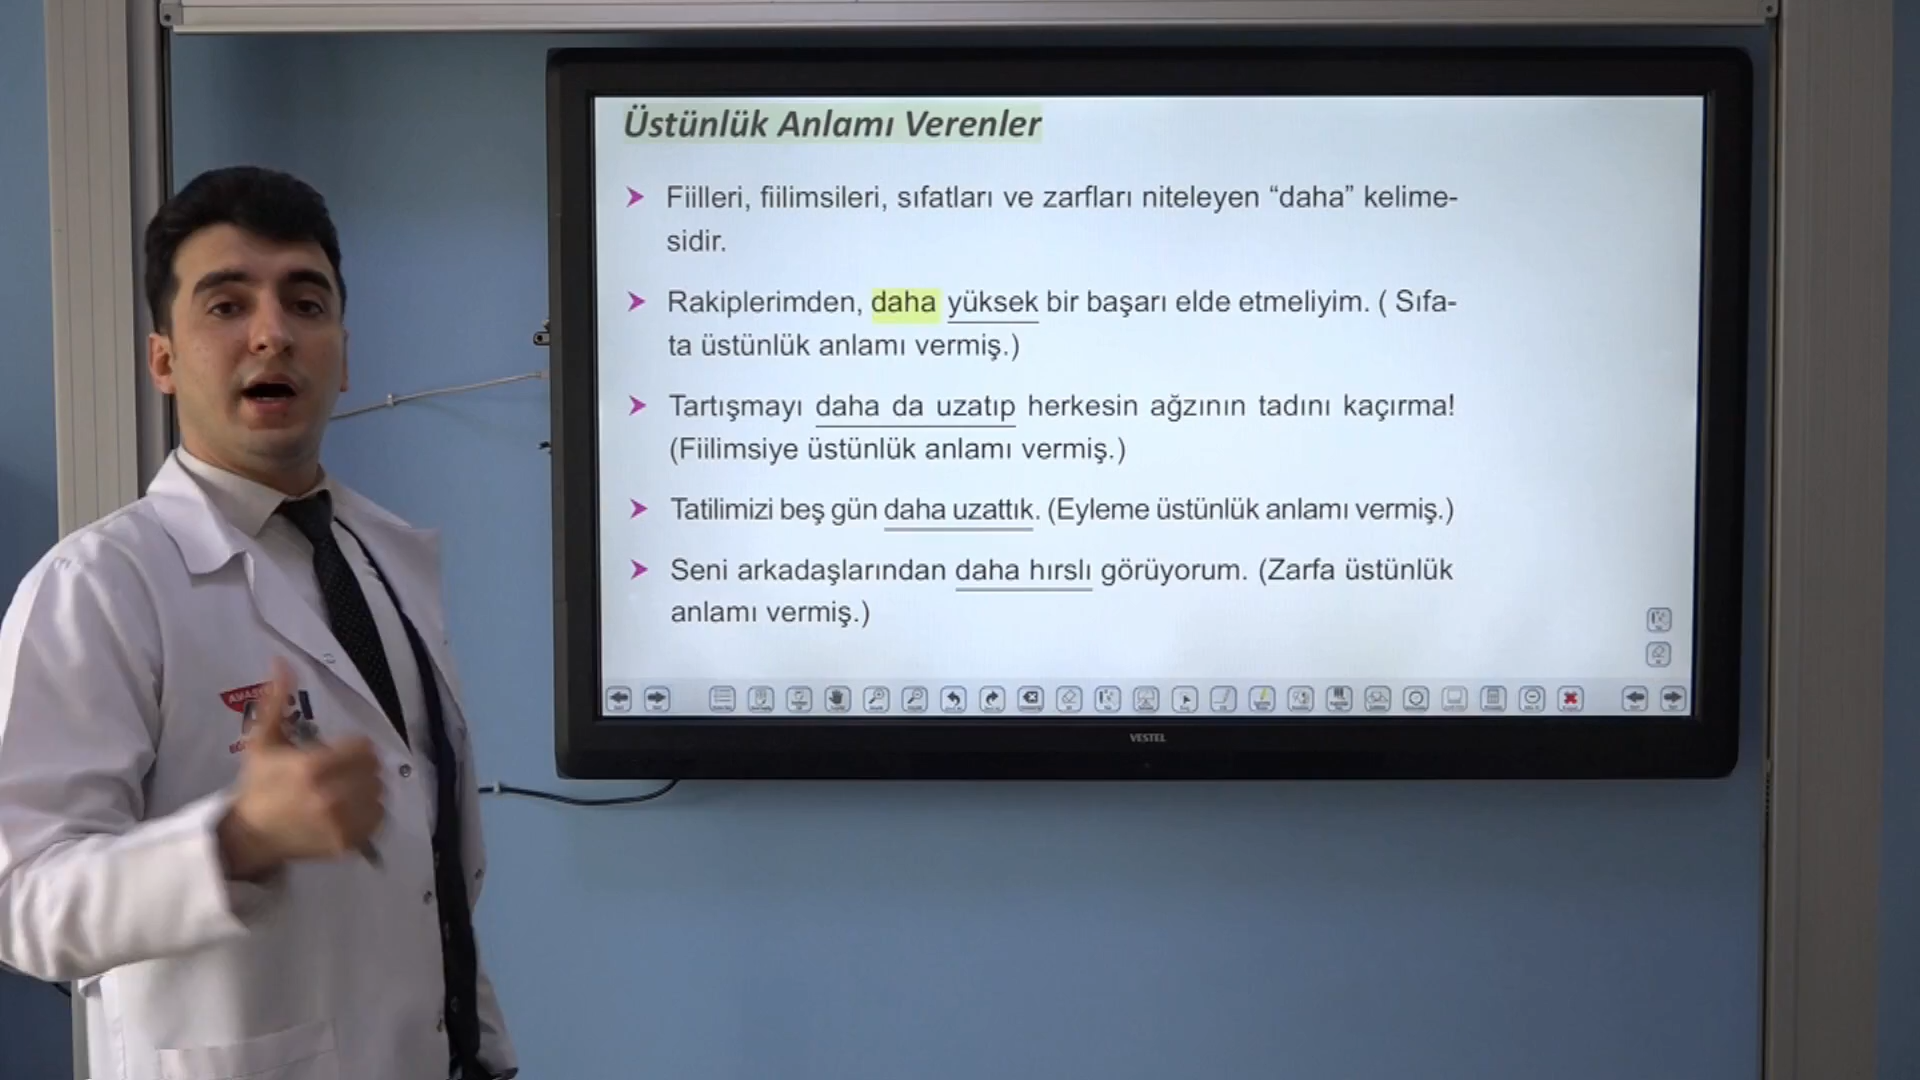 Üstünlük Anlamı Verenler
Fiilleri, fiilimsileri, sıfatları ve zarfları niteleyen “daha” kelime-
sidir.
Rakiplerimden, daha yüksek bir başarı elde etmeliyim. ( Sıfa-
ta üstünlük anlamı vermiş.)
Tartışmayı daha da uzatıp herkesin ağzının tadını kaçırma!
(Fiilimsiye üstünlük anlamı vermiş.)
Tatilimizi beş gün daha uzattık. (Eyleme üstünlük anlamı vermiş.)
Seni arkadaşlarından daha hırslı görüyorum. (Zarfa üstünlük
anlamı vermiş.)
VESTEL